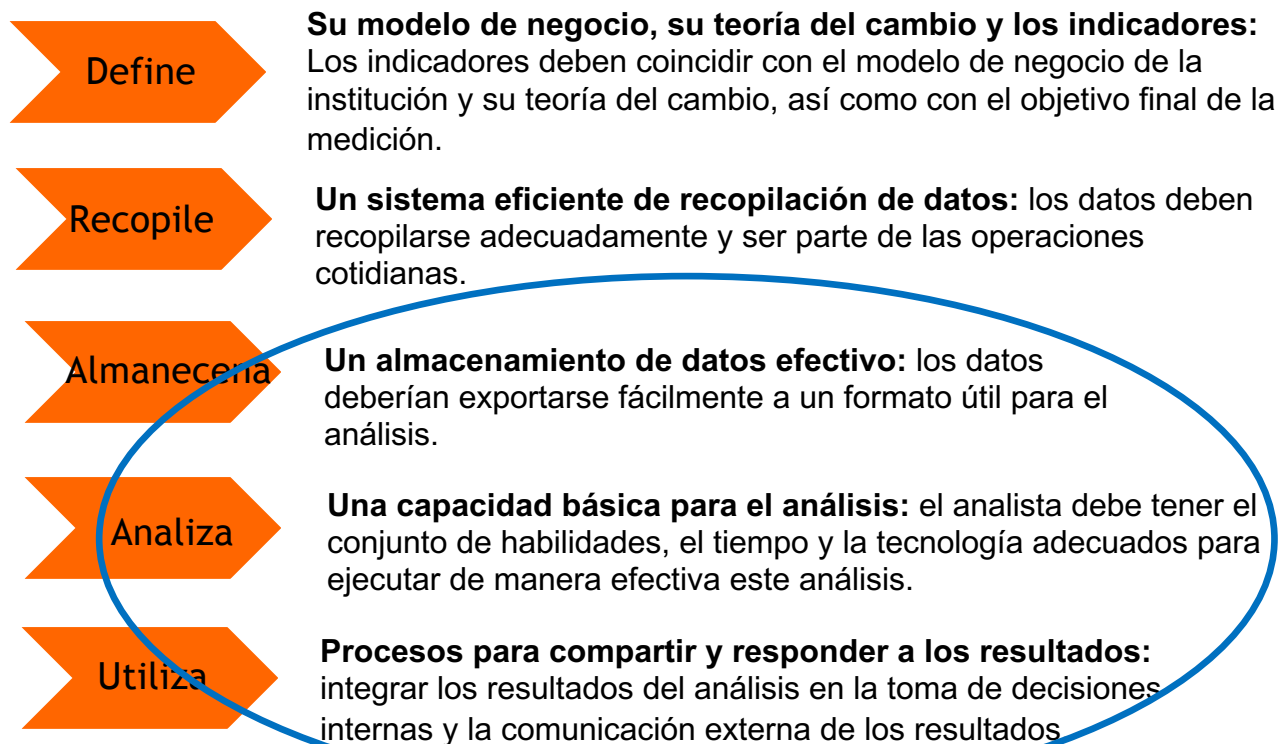 Define
Su modelo de negocio, su teoría del cambio y los indicadores:
Los indicadores deben coincidir con el modelo de negocio de la
institución y su teoría del cambio, así como con el objetivo final de la
medición.
Recopile
Un sistema eficiente de recopilación de datos: los datos deben
recopilarse adecuadamente y ser parte de las operaciones
cotidianas.
Almanecena
Un almacenamiento de datos efectivo: los datos
deberían exportarse fácilmente a un formato útil para el
análisis.
Analiza
Una capacidad básica para el análisis: el analista debe tener el
conjunto de habilidades, el tiempo y la tecnología adecuados para
ejecutar de manera efectiva este análisis.
Utiliza
Procesos para compartir y responder a los resultados:
integrar los resultados del análisis en la toma de decisiones
internas y la comunicación externa de los resultados